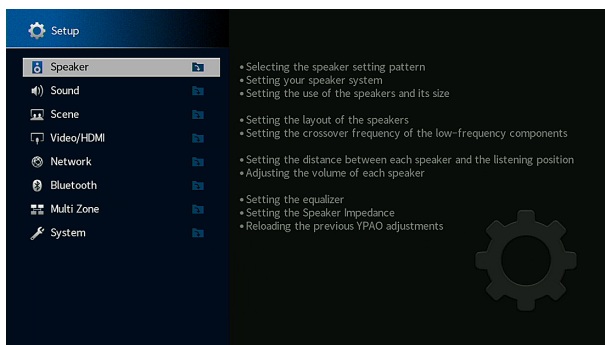 Setup
Speaker
Sound
Scene
Video/HDMI
Network
Bluetooth
Multi Zone
System
•Selecting the speaker setting pattern
•Setting your speaker system
•Setting the use of the speakers and its size
•Setting the layout of the speakers
•Setting the crossover frequency of the low-frequency components
•Setting the distance between each speaker and the listening position
•Adjusting the volume of each speaker
•Setting the equalizer
•Setting the Speaker Impedance
•Reloading the previous YPAO adjustments